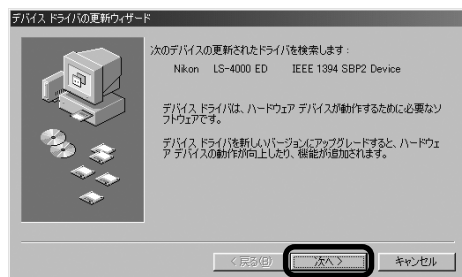 デバイス ドライバの更新ウィザード
次のデバイスの更新されたドライバを検索します:
Nikon LS-4000 ED IEEE 1394 SBP2 Device
デバイス ドライバは、ハードウェア デバイスが動作するために必要なソ
フトウェアです。
デバイス ドライバを新しいバージョンにアップグレードすると、ハードウェ
ア デバイスの動作が向上したり、機能が追加されます。
< 戻る(B) 次へ > キャンセル